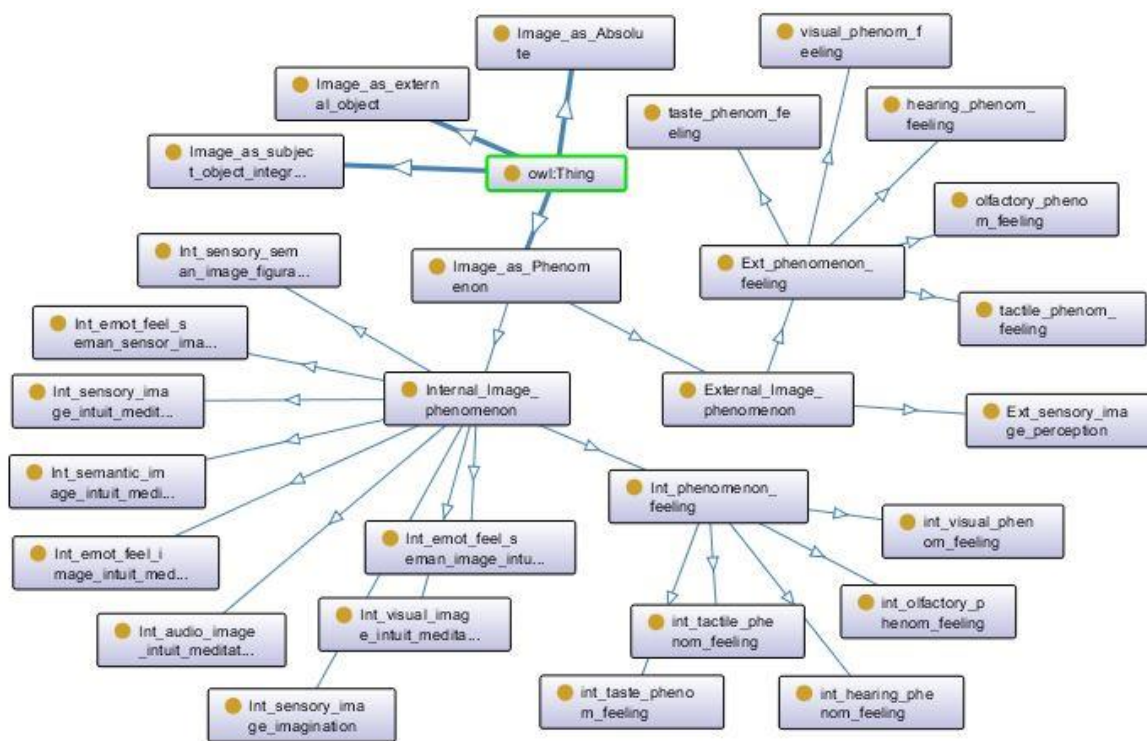 Image_as_Absolu
te
visual_phenom_f
eeling
Image_as_extern
al_object
taste_phenom_fe
eling
hearing_phenom_
feeling
Image_as_subjec
t_object_integr...
owl:Thing
olfactory_pheno
m_feeling
Int_sensory_sem
an_image_figura...
Image_as_Phenom
enon
Ext_phenomenon_
feeling
tactile_phenom_
feeling
Int_emot_feel_s
eman_sensor_ima...
Int_sensory_ima
ge_intuit_medit...
Internal_Image_
phenomenon
External_Image_
phenomenon
Ext_sensory_ima
ge_perception
Int_semantic_im
age_intuit_medi...
Int_phenomenon_
feeling
Int_emot_feel_i
mage_intuit_med...
Int_emot_feel_s
eman_image_intu...
int_visual_phen
om_feeling
Int_audio_image
_intuit_meditat...
Int_visual_imag
e_intuit_medita...
int_tactile_phe
nom_feeling
int_olfactory_p
henom_feeling
Int_sensory_ima
ge_imagination
int_taste_pheno
m_feeling
int_hearing_phe
nom_feeling